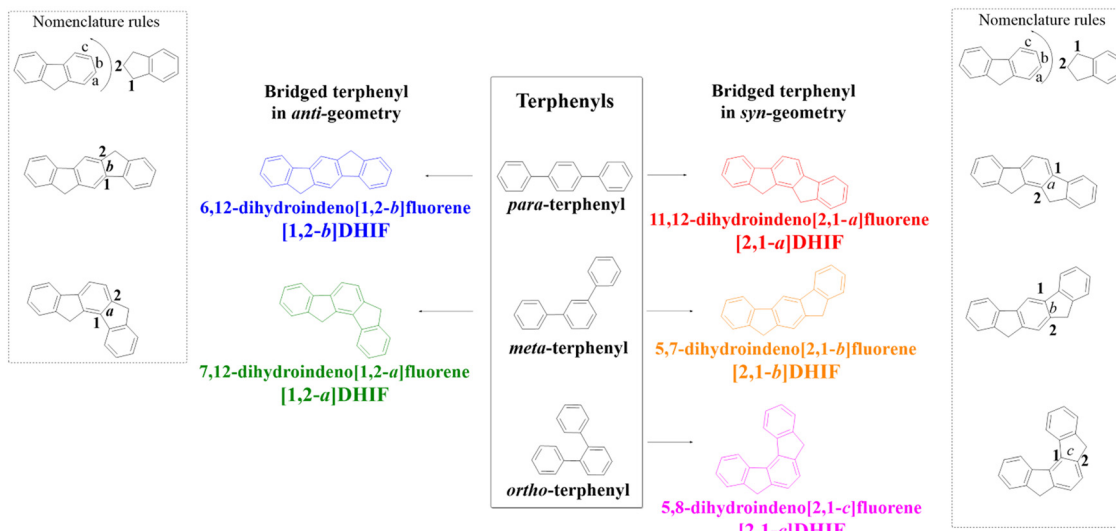 Nomenclature rules
c
b
a
2
1
2
b
1
2
a
1
Bridged terphenyl
in anti-geometry
6,12-dihydroindeno[1,2-b]fluorene
[1,2-b]DHIF
7,12-dihydroindeno[1,2-a]fluorene
[1,2-a]DHIF
Terphenyls
para-terphenyl
meta-terphenyl
ortho-terphenyl
Bridged terphenyl
in syn-geometry
11,12-dihydroindeno[2,1-a]fluorene
[2,1-a]DHIF
5,7-dihydroindeno[2,1-b]fluorene
[2,1-b]DHIF
5,8-dihydroindeno[2,1-c]fluorene
[2,1-c]DHIF
Nomenclature rules
c
b
a
1
2
1
a
2
1
b
2
1
c
2